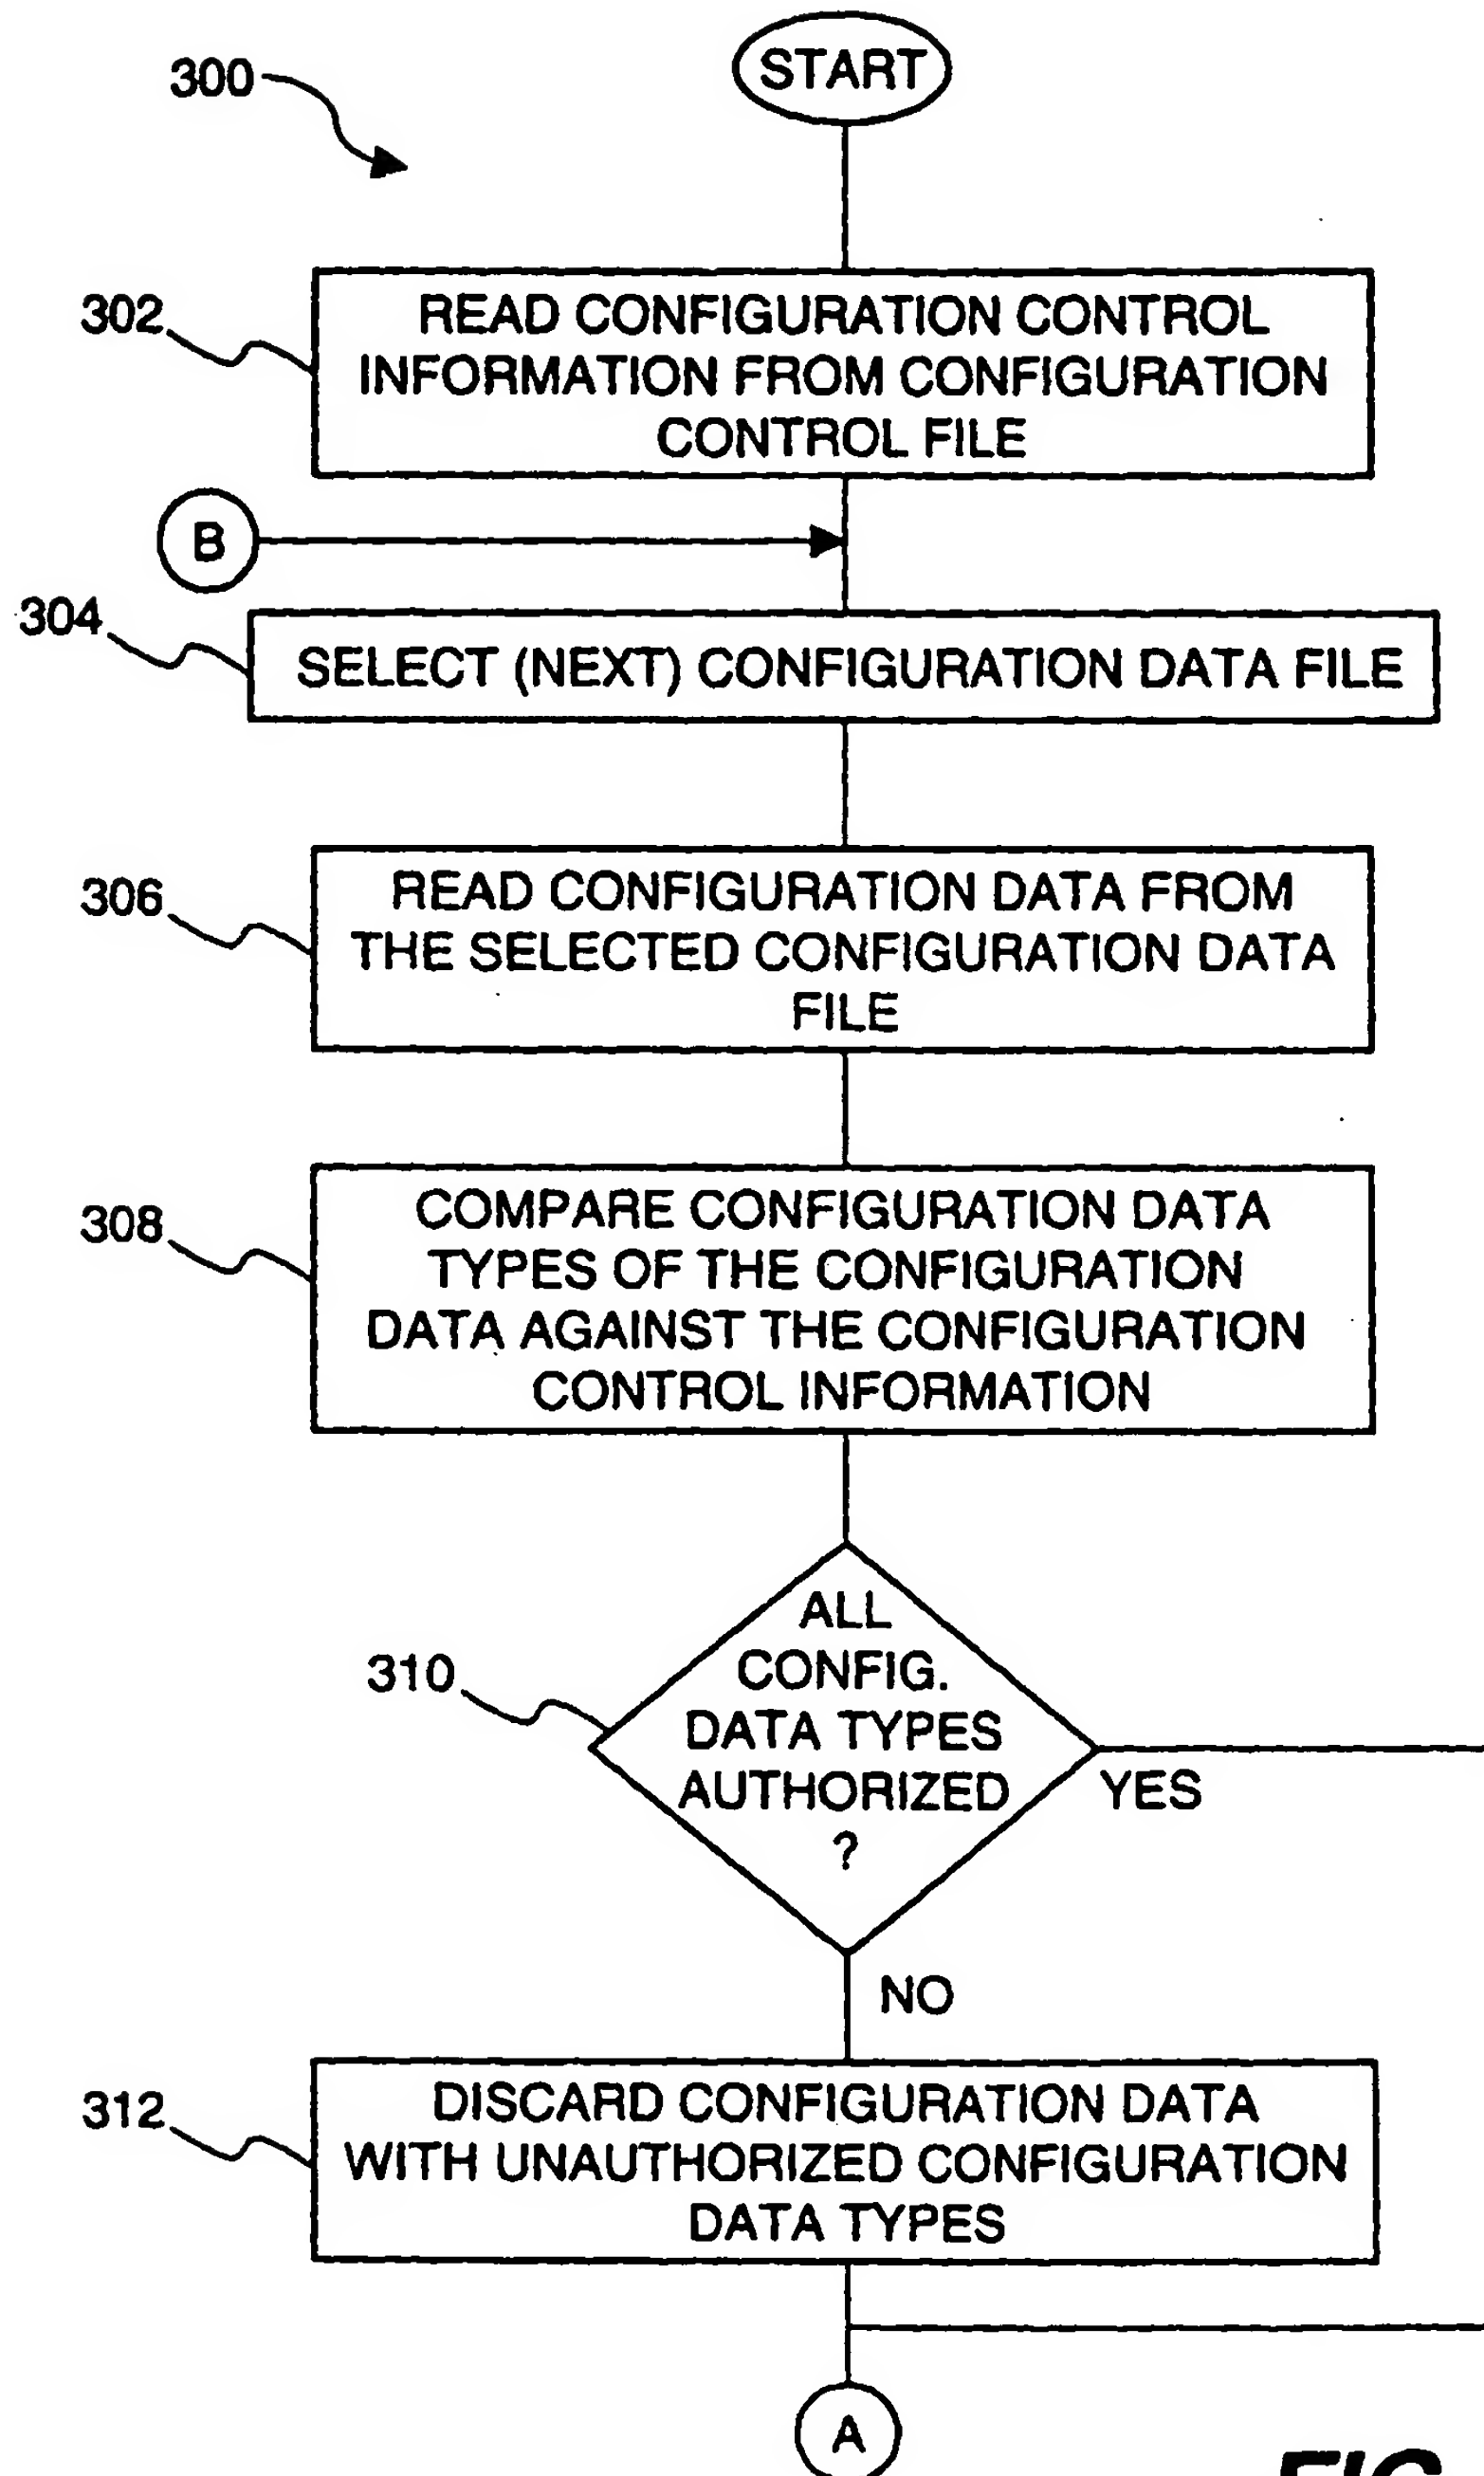 START
300
302
READ CONFIGURATION CONTROL
INFORMATION FROM CONFIGURATION
CONTROL FILE
B
304
SELECT (NEXT) CONFIGURATION DATA FILE
306
READ CONFIGURATION DATA FROM
THE SELECTED CONFIGURATION DATA
FILE
308
COMPARE CONFIGURATION DATA
TYPES OF THE CONFIGURATION
DATA AGAINST THE CONFIGURATION
CONTROL INFORMATION
310
ALL
CONFIG.
DATA TYPES
AUTHORIZED
?
YES
NO
312
DISCARD CONFIGURATION DATA
WITH UNAUTHORIZED CONFIGURATION
DATA TYPES
A